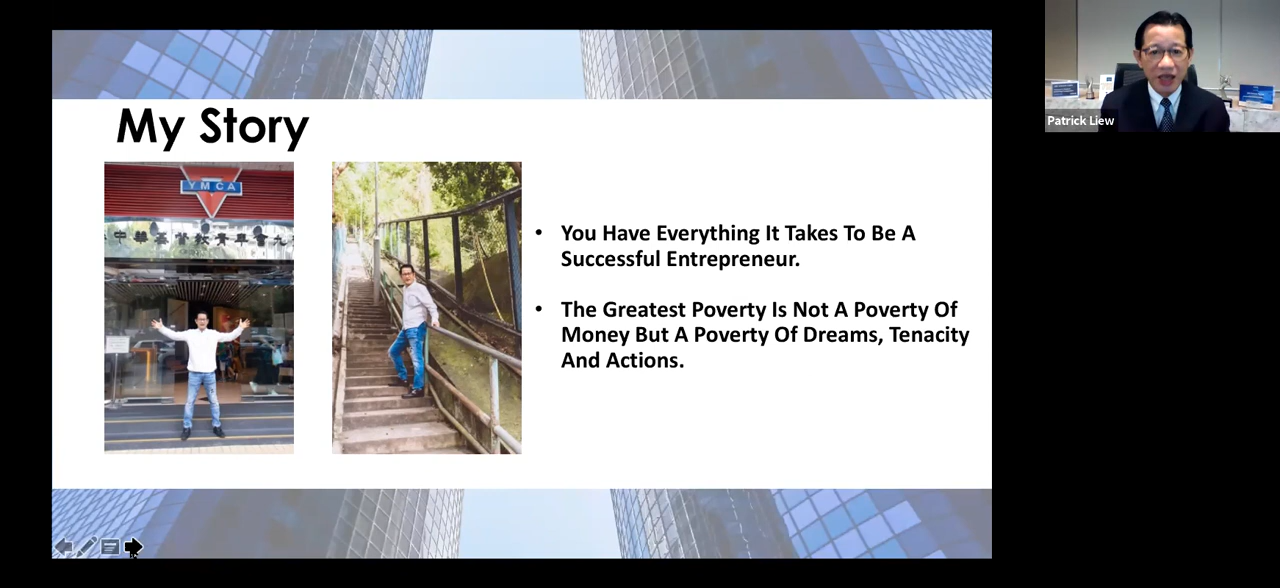 My Story
YMCA
中華基督教青年會
You Have Everything It Takes To Be A
Successful Entrepreneur.
The Greatest Poverty Is Not A Poverty Of
Money But A Poverty Of Dreams, Tenacity
And Actions.
Patrick Liew